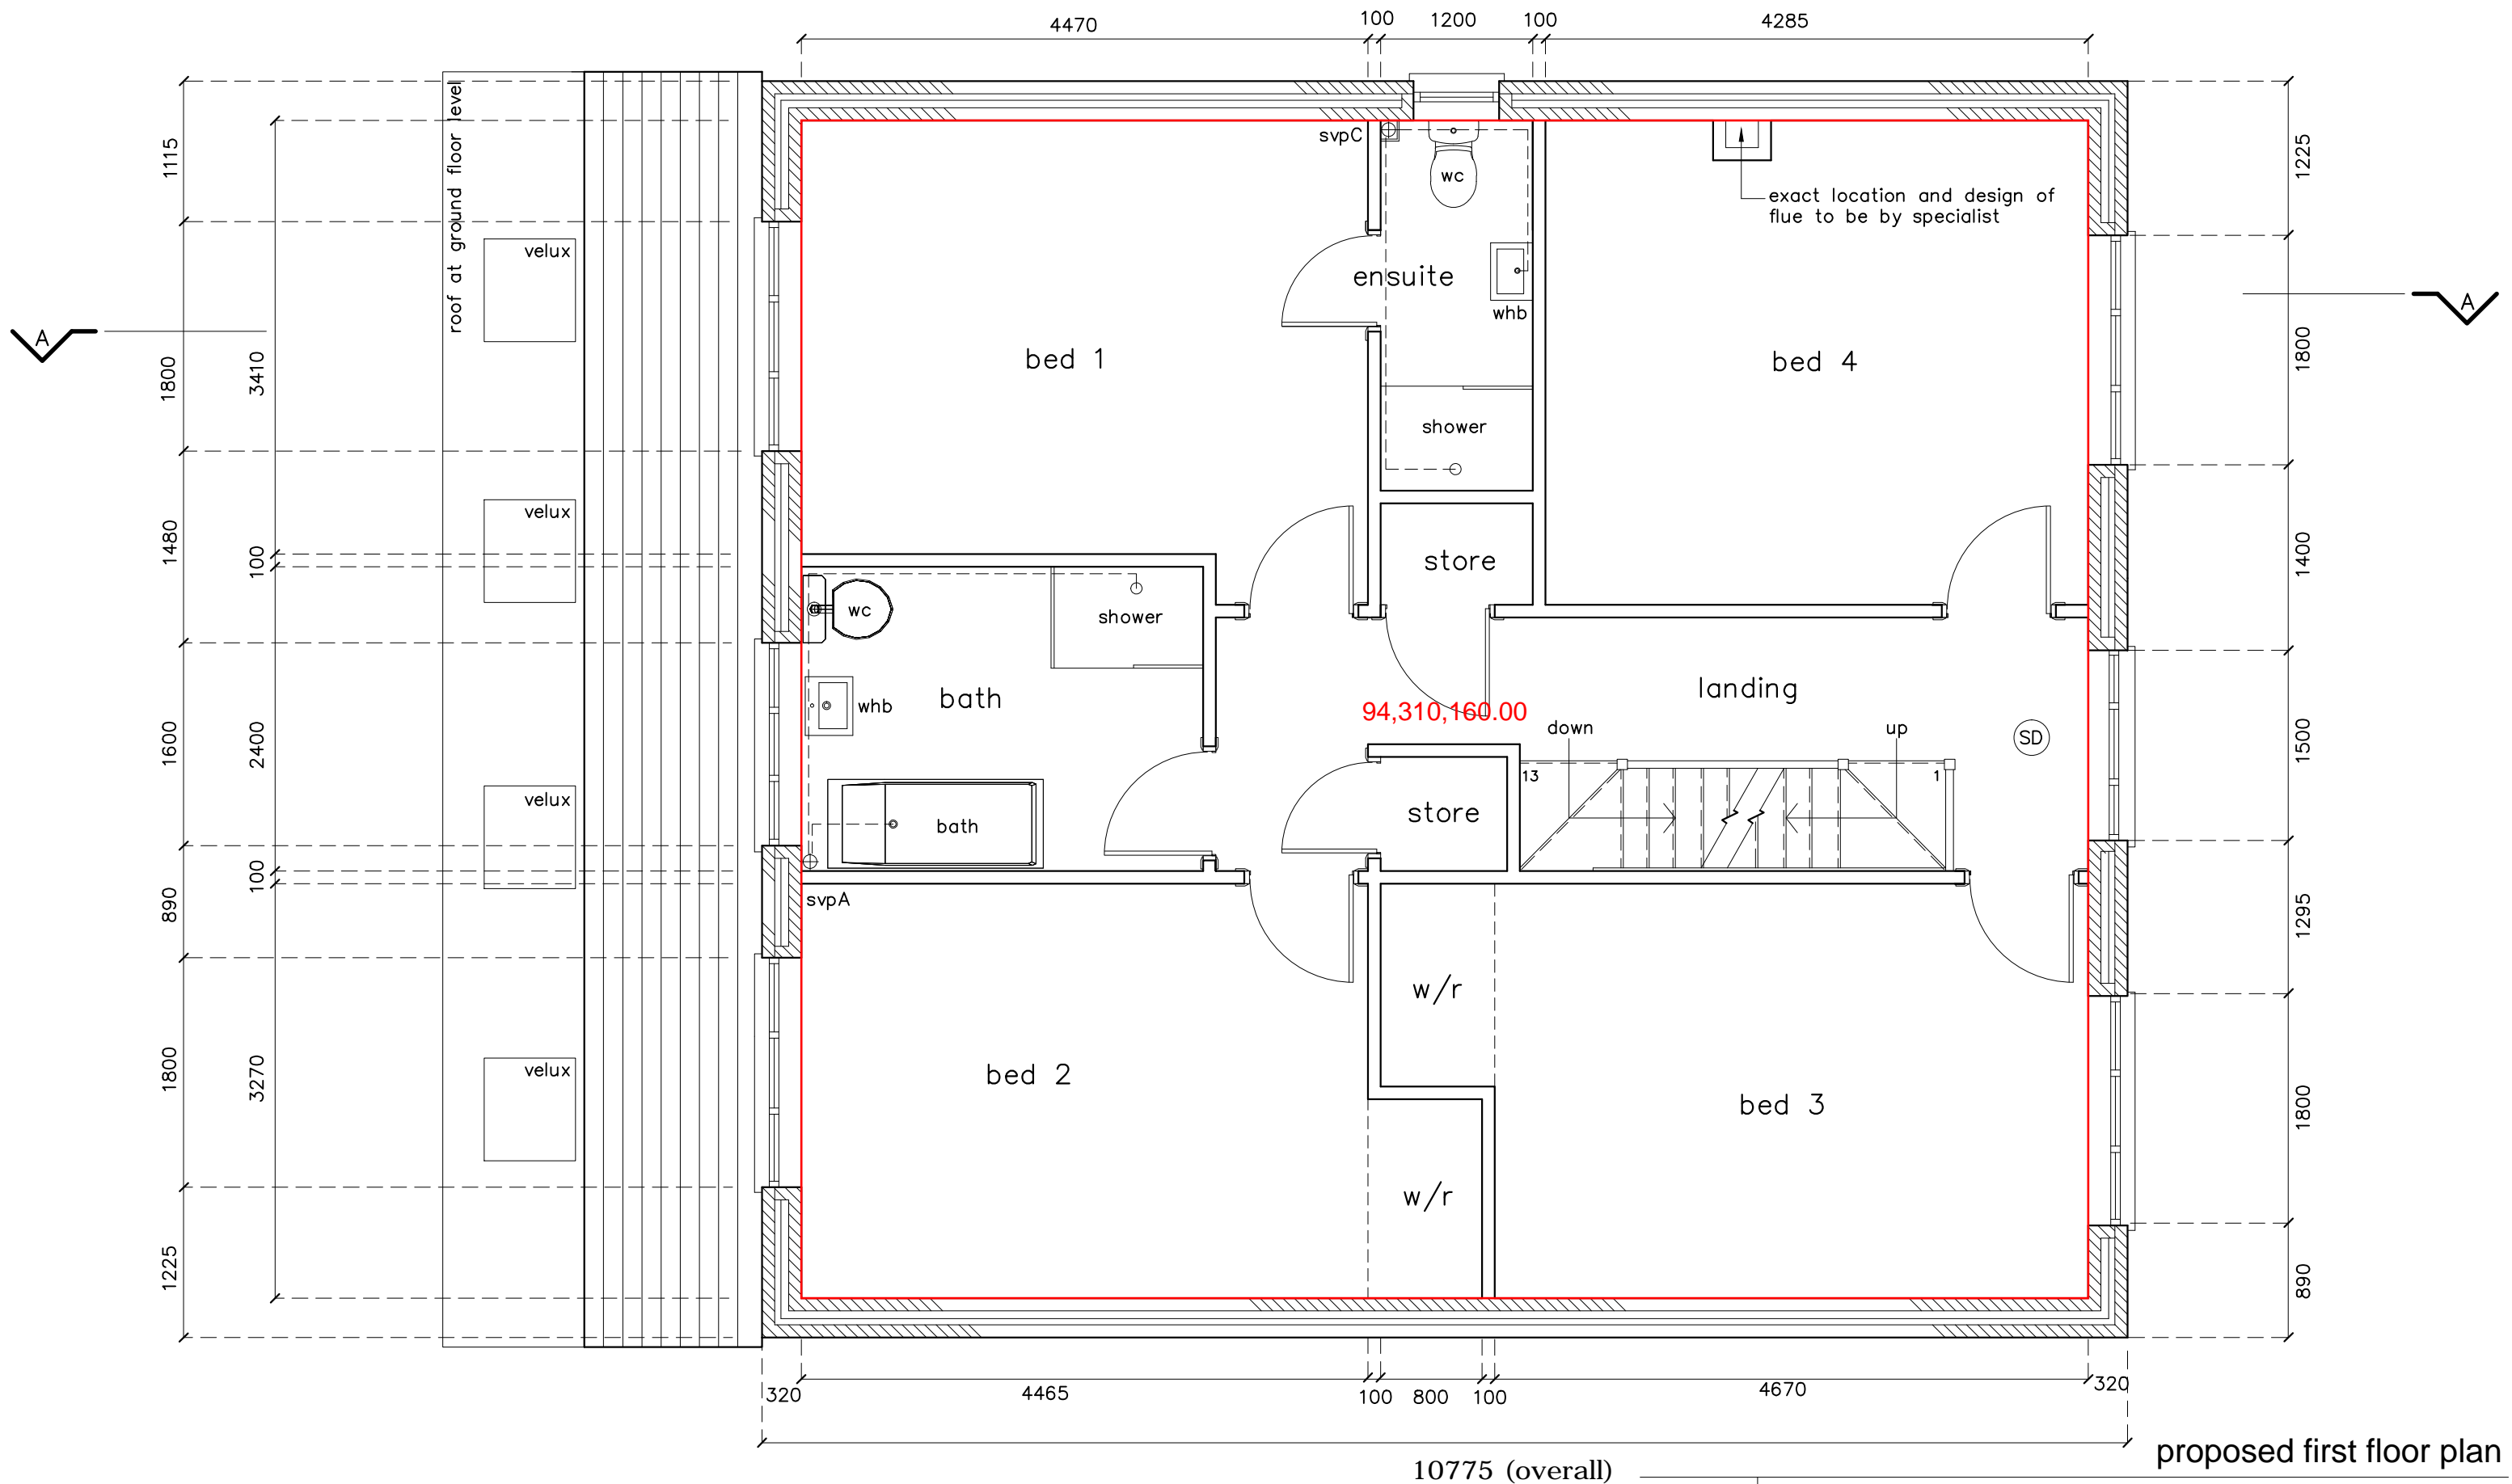 4470
100
1200
100
4285
roof at ground floor level
1115
1800
1480
1600
890
1800
1225
3410
100
2400
100
3270
velux
velux
velux
velux
A
A
svpC
wc
ensuite
whb
shower
exact location and design of
flue to be by specialist
bed 1
bed 4
store
wc
shower
bath
whb
bath
svpA
94,310,160.00
landing
down
up
SD
13
1
store
bed 2
w/r
w/r
bed 3
1225
1800
1400
1500
1295
1800
890
320
4465
100
800
100
4670
320
10775 (overall)
proposed first floor plan